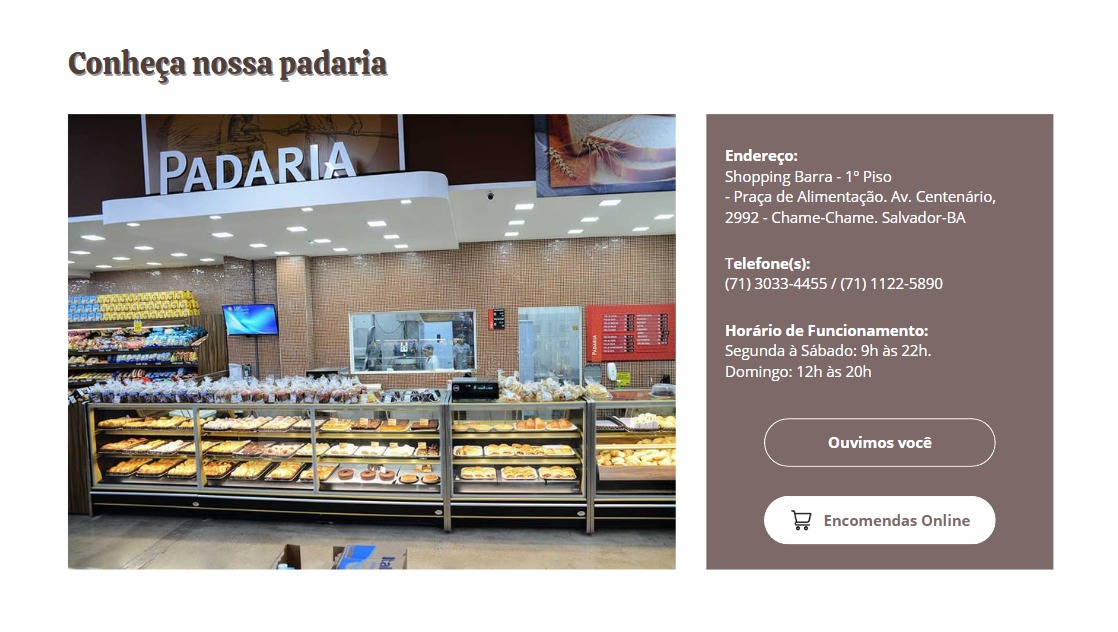 Conheça nossa padaria
PADARIA
Endereço:
Shopping Barra - 1º Piso
- Praça de Alimentação. Av. Centenário,
2992 - Chame-Chame. Salvador-BA
Telefone(s):
(71) 3033-4455 / (71) 1122-5890
Horário de Funcionamento:
Segunda à Sábado: 9h às 22h.
Domingo: 12h às 20h
Ouvimos você
Encomendas Online